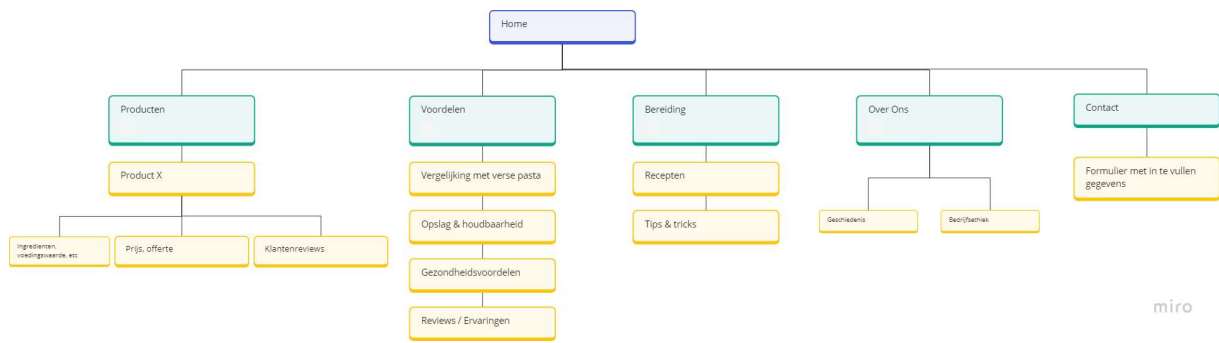 Home
Producten
Voordelen
Bereiding
Over Ons
Contact
Product X
Vergelijking met verse pasta
Recepten
Formulier met in te vullen
gegevens
Opslag & houdbaarheid
Tips & tricks
Geschiedenis
Bedrijfsethiek
Ingredienten,
voedingswaarde, etc
Prijs, offerte
Klantenreviews
Gezondheidsvoordelen
Reviews / Ervaringen
miro